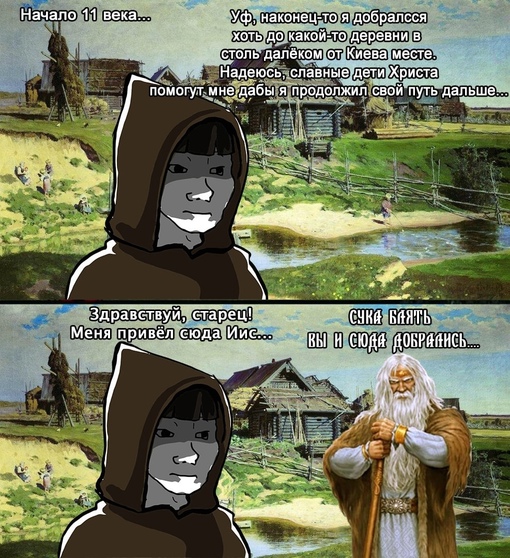 Начало 11 века...
Уф, наконец-то я добралсся
хоть до какой-то деревни в
столь далёком от Киева месте.
Надеюсь, славные дети Христа
помогут мне дабы я продолжил свой путь дальше...
Здравствуй, старец!
Меня привёл сюда Иис...
СУКА БЛЯТЬ
ВЫ И СЮДА ДОБРАЛИСЬ....